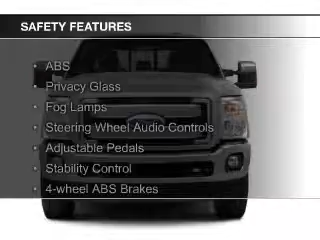 SAFETY FEATURES
• ABS
• Privacy Glass
• Fog Lamps
• Steering Wheel Audio Controls
• Adjustable Pedals
• Stability Control
• 4-wheel ABS Brakes